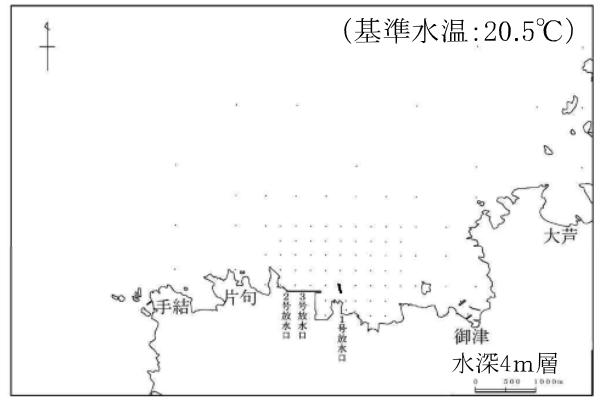 （基準水温：20.5℃）
大芦
片句
手結
2号放水口
3号放水口
1号放水口
御津
水深4m層
0 500 1000m